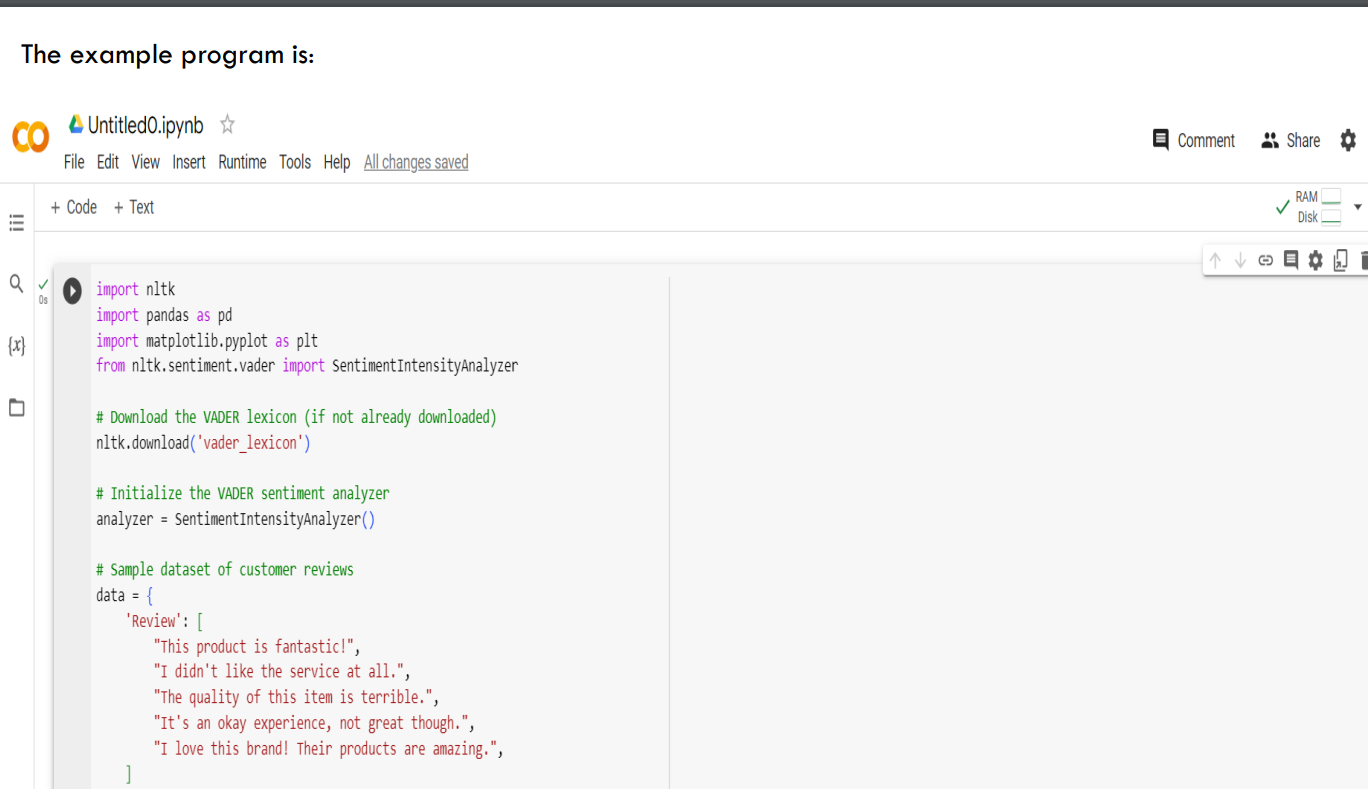 The example program is:
Untitled0.ipynb
File Edit View Insert Runtime Tools Help All changes saved
Comment Share
+ Code + Text
RAM
Disk
{x}
0s
import nltk
import pandas as pd
import matplotlib.pyplot as plt
from nltk.sentiment.vader import SentimentIntensityAnalyzer
# Download the VADER lexicon (if not already downloaded)
nltk.download('vader_lexicon')
# Initialize the VADER sentiment analyzer
analyzer = SentimentIntensityAnalyzer()
# Sample dataset of customer reviews
data = {
'Review': [
"This product is fantastic!",
"I didn't like the service at all.",
"The quality of this item is terrible.",
"It's an okay experience, not great though.",
"I love this brand! Their products are amazing.",
]